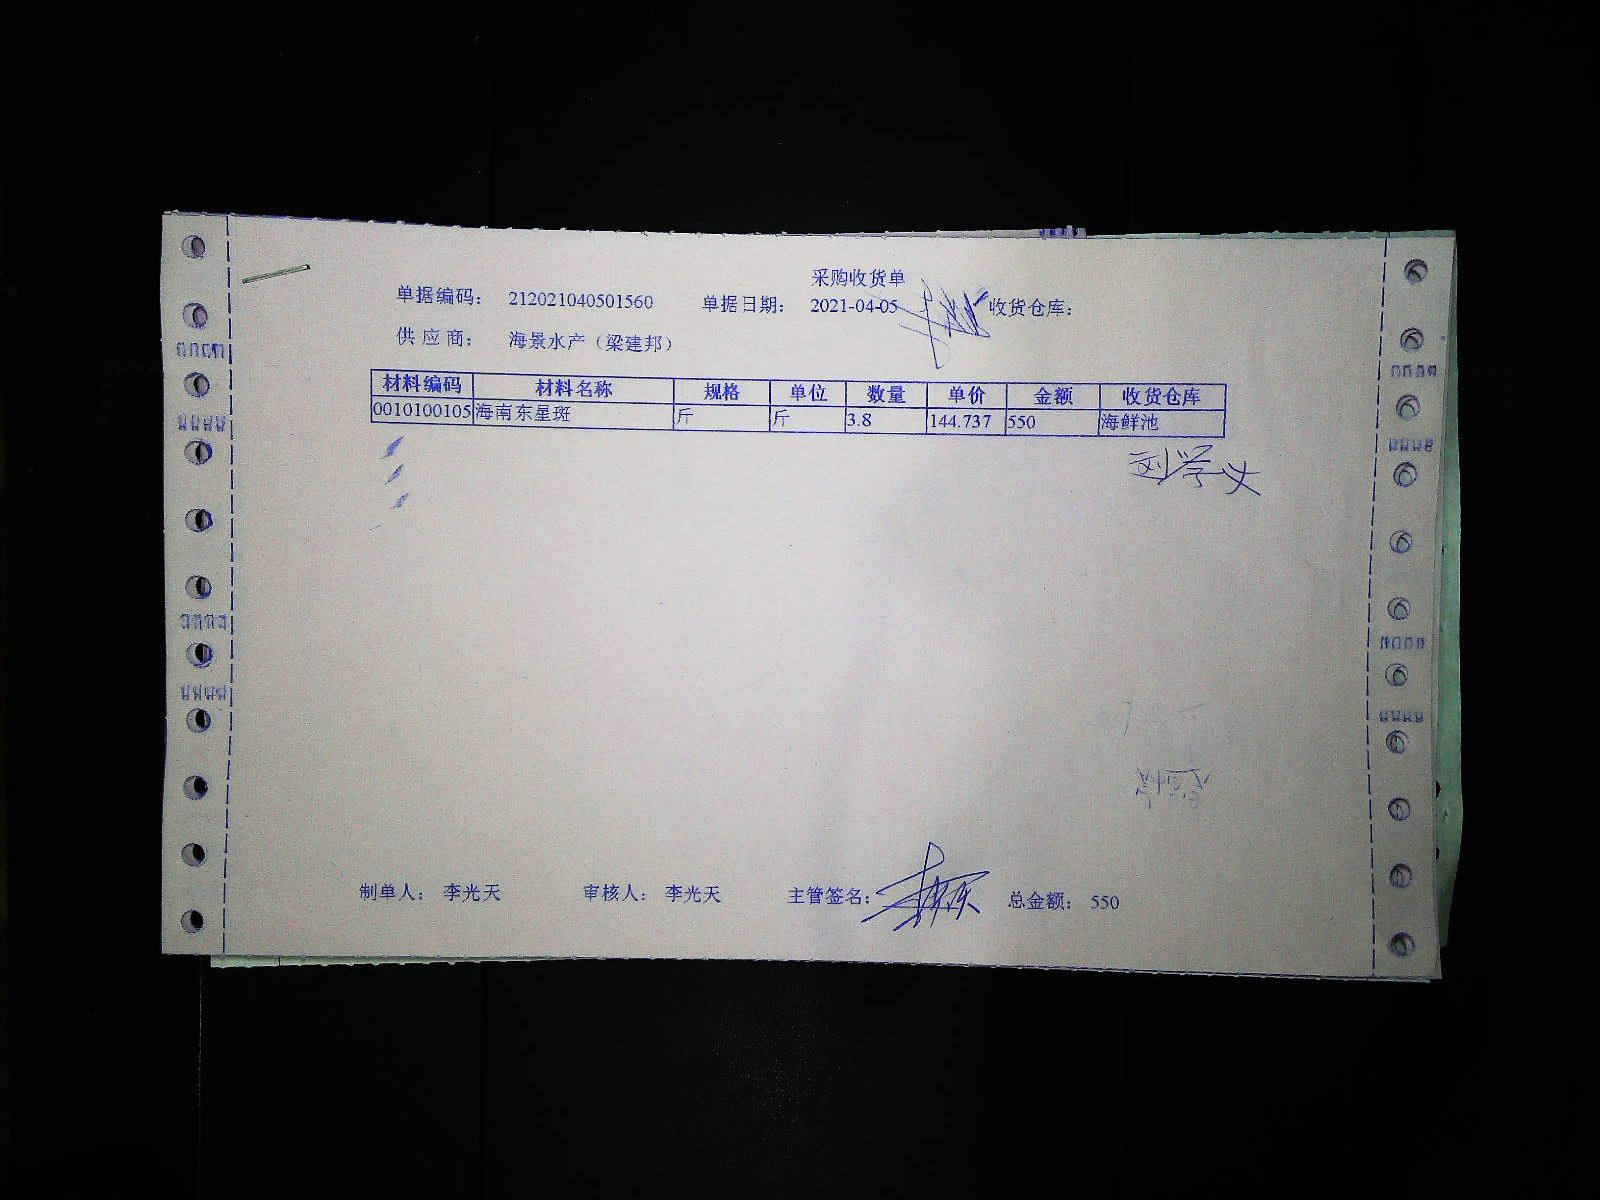 采购收货单
单据编码： 212021040501560 单据日期： 2021-04-05 收货仓库：
供应商： 海景水产（梁建邦）
材料编码 材料名称 规格 单位 数量 单价 金额 收货仓库
0010100105 海南东星斑 斤 斤 3.8 144.737 550 海鲜池
刘学义
制单人： 李光天 审核人： 李光天 主管签名： 总金额： 550